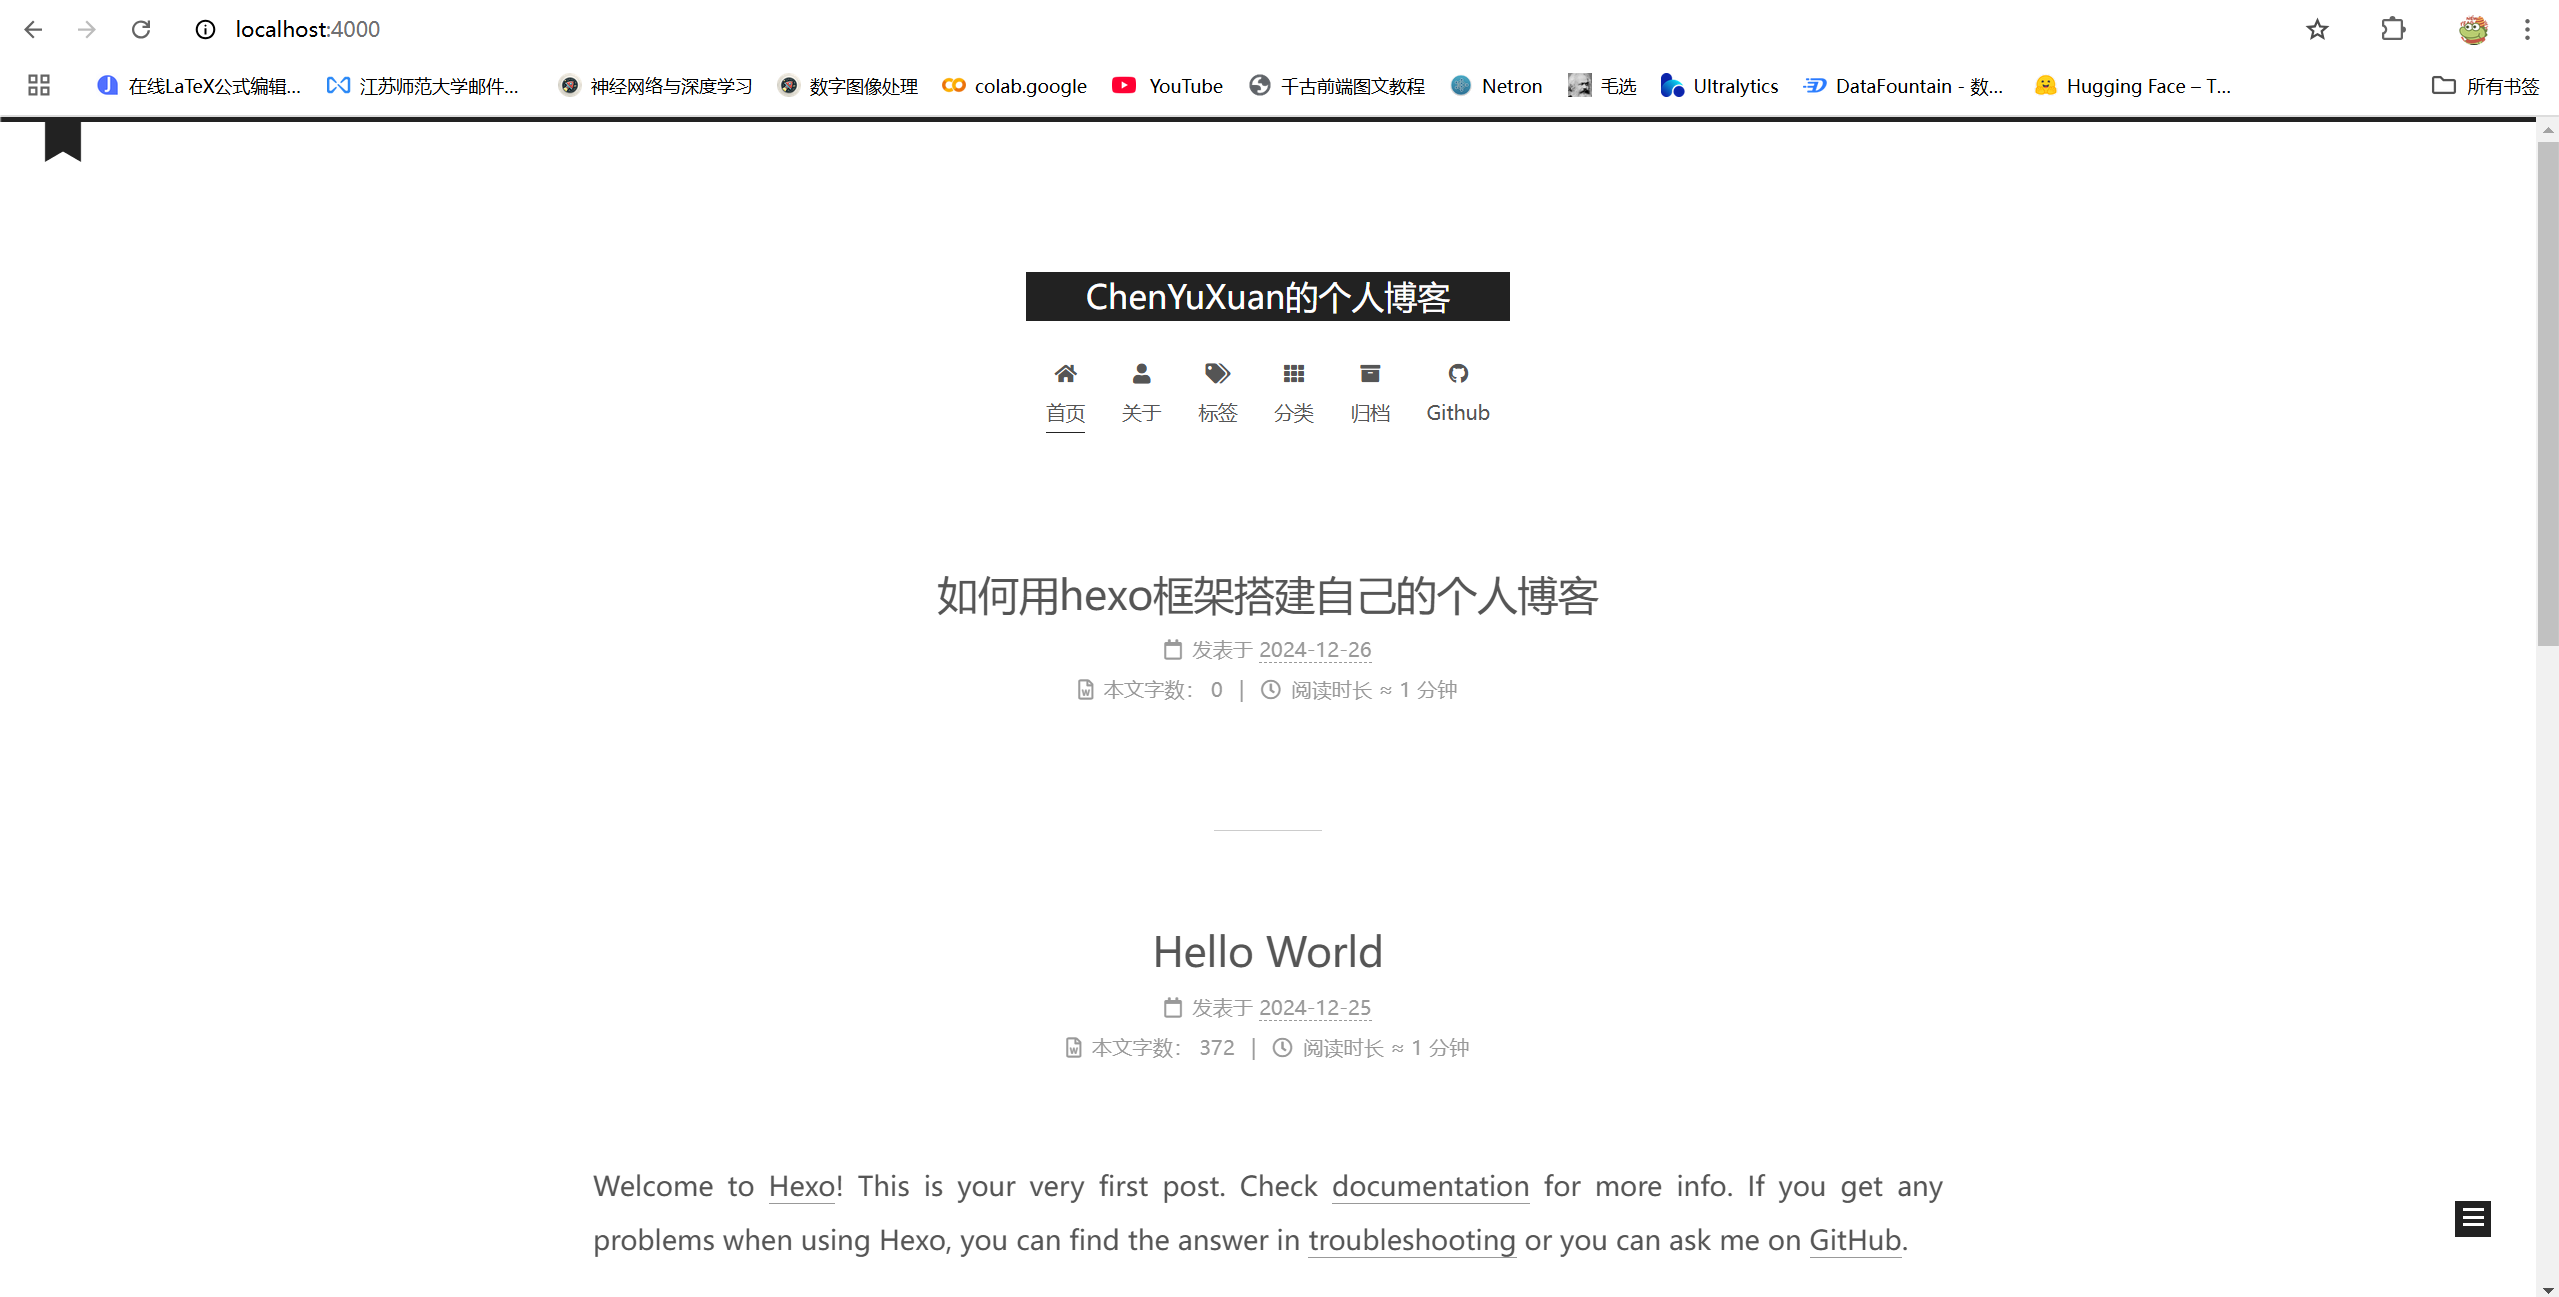 localhost:4000
在线LaTeX公式编辑... 江苏师范大学邮件... 神经网络与深度学习 数字图像处理 colab.google YouTube 千古前端图文教程 Netron 毛选 Ultralytics DataFountain - 数... Hugging Face – T... 所有书签
ChenYuXuan的个人博客
首页 关于 标签 分类 归档 Github
如何用hexo框架搭建自己的个人博客
发表于 2024-12-26
本文字数： 0 | 阅读时长 ≈ 1 分钟
Hello World
发表于 2024-12-25
本文字数： 372 | 阅读时长 ≈ 1 分钟
Welcome to Hexo! This is your very first post. Check documentation for more info. If you get any
problems when using Hexo, you can find the answer in troubleshooting or you can ask me on GitHub.